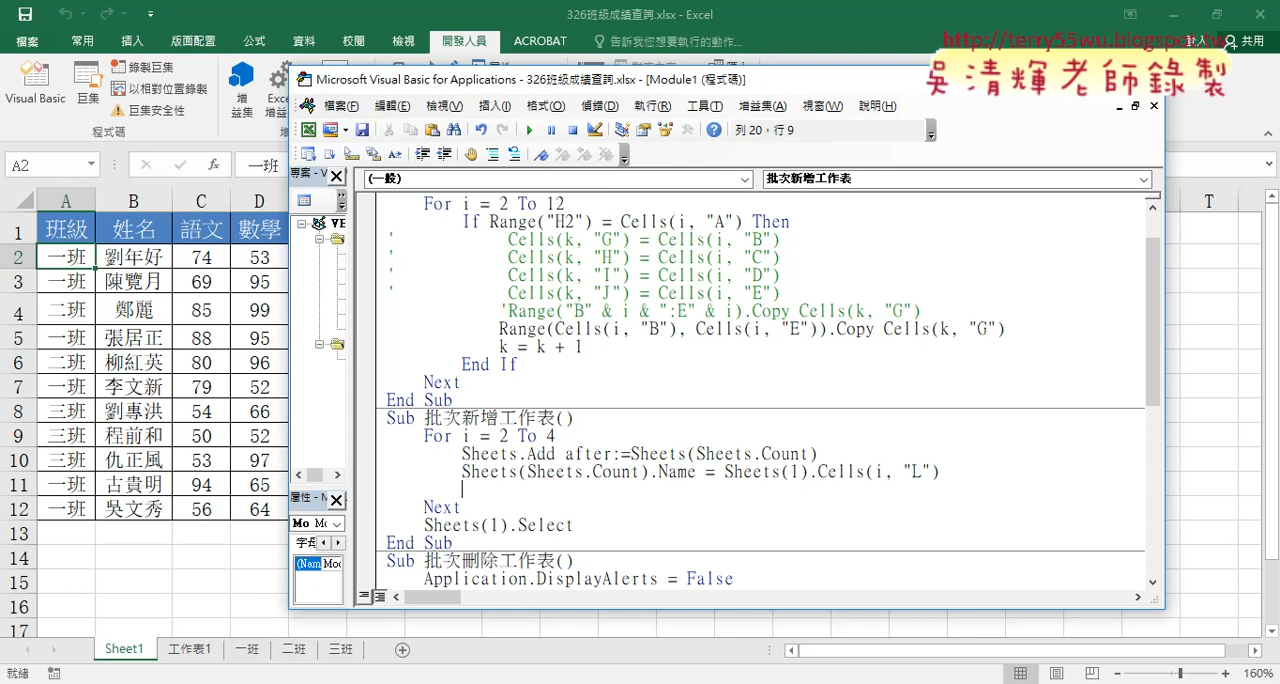 326班級成績查詢.xlsx - Excel
檔案 常用 插入 版面配置 公式 資料 校閱 檢視 開發人員 ACROBAT 告訴我您想要執行的動作... 共用
http://terry55wu.blogspot.tw
吳清輝老師錄製
Visual Basic 巨集 錄製巨集 以相對位置錄製 巨集安全性
程式碼
A2 fx 一班
Microsoft Visual Basic for Applications - 326班級成績查詢.xlsx - [Module1 (程式碼)]
檔案(F) 編輯(E) 檢視(V) 插入(I) 格式(O) 偵錯(D) 執行(R) 工具(T) 增益集(A) 視窗(W) 說明(H)
列 20，行 9
(一般) 批次新增工作表
For i = 2 To 12
If Range("H2") = Cells(i, "A") Then
' Cells(k, "G") = Cells(i, "B")
' Cells(k, "H") = Cells(i, "C")
' Cells(k, "I") = Cells(i, "D")
' Cells(k, "J") = Cells(i, "E")
'Range("B" & i & ":E" & i).Copy Cells(k, "G")
Range(Cells(i, "B"), Cells(i, "E")).Copy Cells(k, "G")
k = k + 1
End If
Next
End Sub
Sub 批次新增工作表()
For i = 2 To 4
Sheets.Add after:=Sheets(Sheets.Count)
Sheets(Sheets.Count).Name = Sheets(1).Cells(i, "L")
Next
Sheets(1).Select
End Sub
Sub 批次刪除工作表()
Application.DisplayAlerts = False
A B C D T
1 班級 姓名 語文 數學
2 一班 劉年好 74 53
3 一班 陳覽月 69 95
4 二班 鄭麗 85 99
5 一班 張居正 88 95
6 二班 柳紅英 80 96
7 一班 李文新 79 52
8 三班 劉專洪 54 66
9 三班 程前和 50 52
10 三班 仇正風 53 97
11 一班 古貴明 94 65
12 一班 吳文秀 56 64
13
14
15
16
17
Sheet1 工作表1 一班 二班 三班
就緒 160%